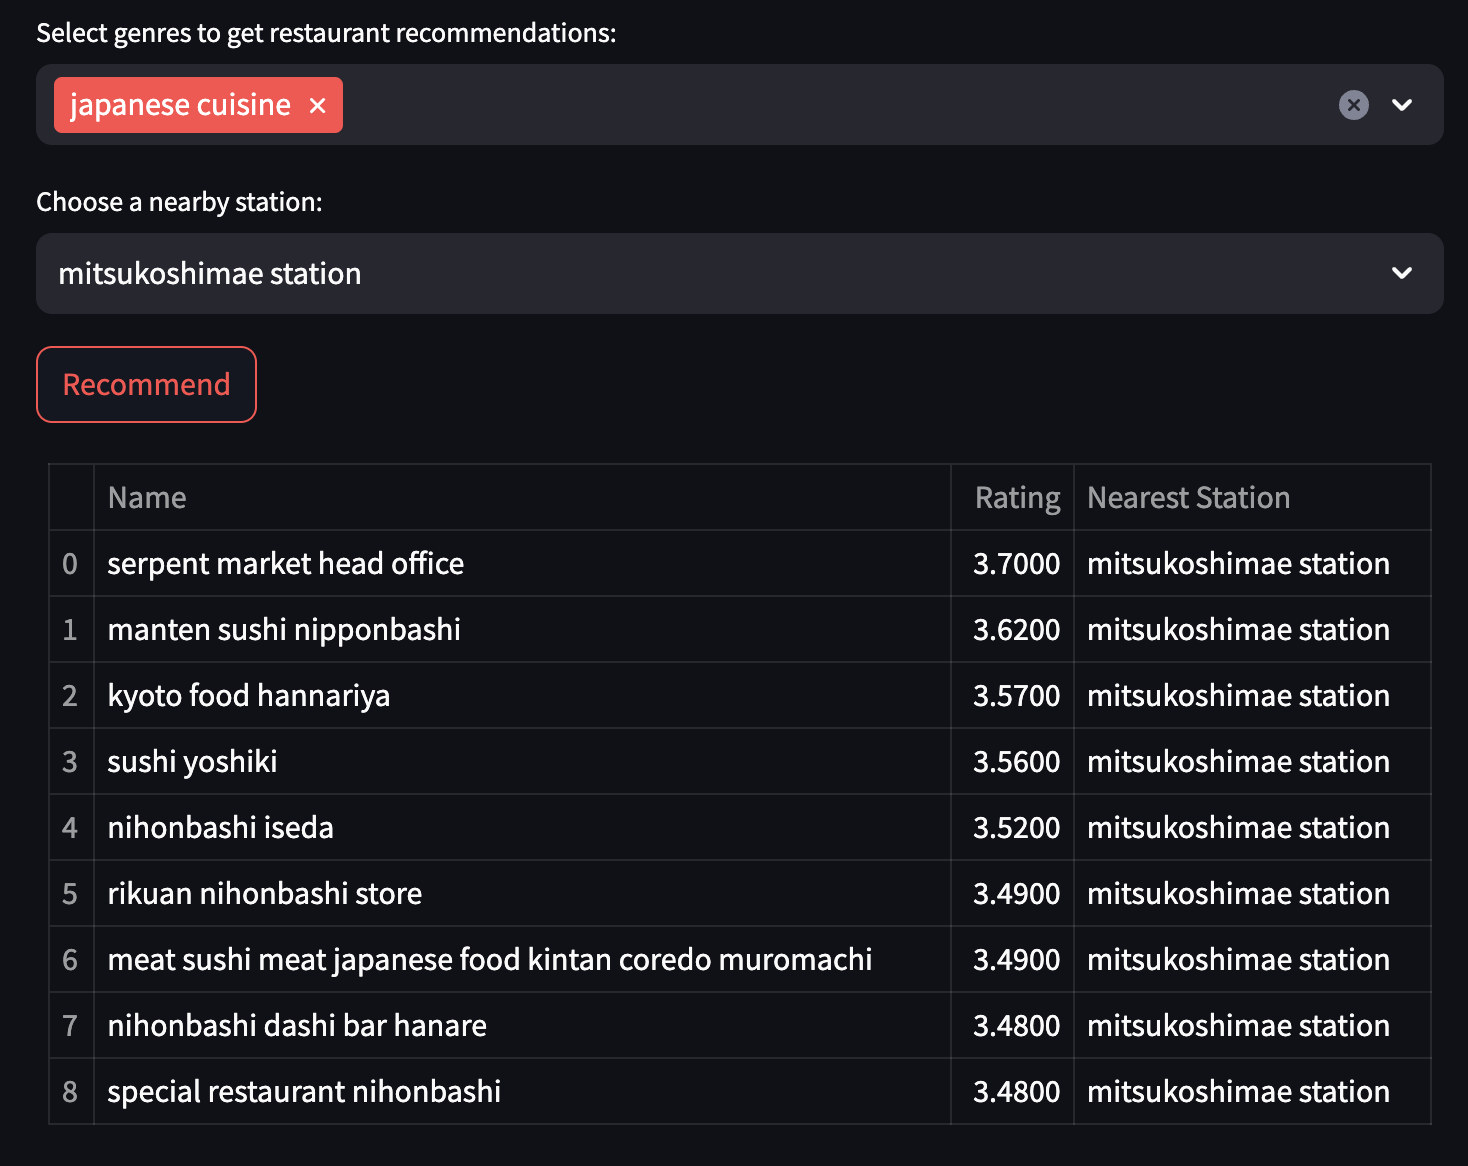 Select genres to get restaurant recommendations:
japanese cuisine ×
Choose a nearby station:
mitsukoshimae station
Recommend
Name Rating Nearest Station
0 serpent market head office 3.7000 mitsukoshimae station
1 manten sushi nipponbashi 3.6200 mitsukoshimae station
2 kyoto food hannariya 3.5700 mitsukoshimae station
3 sushi yoshiki 3.5600 mitsukoshimae station
4 nihonbashi iseda 3.5200 mitsukoshimae station
5 rikuan nihonbashi store 3.4900 mitsukoshimae station
6 meat sushi meat japanese food kintan coredo muromachi 3.4900 mitsukoshimae station
7 nihonbashi dashi bar hanare 3.4800 mitsukoshimae station
8 special restaurant nihonbashi 3.4800 mitsukoshimae station